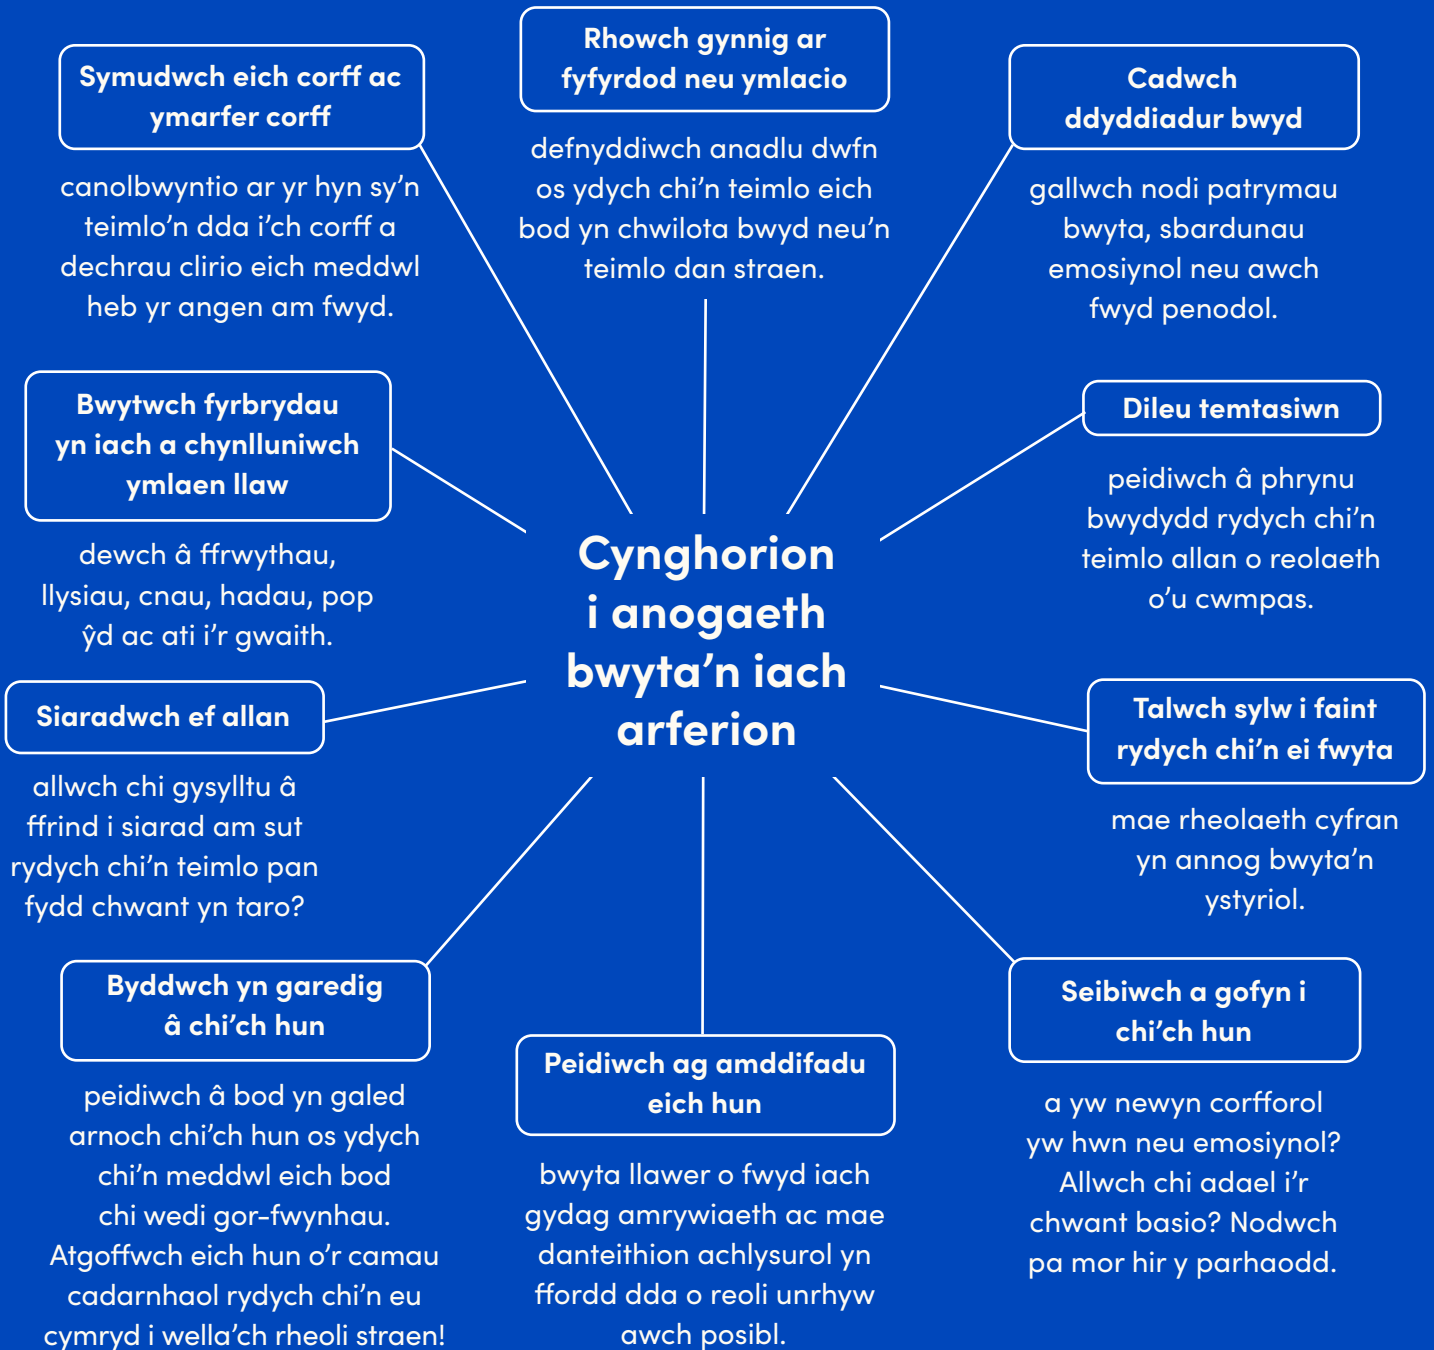 Rhowch gynnig ar
fyfyrdod neu ymlacio
defnyddiwch anadlu dwfn
os ydych chi'n teimlo eich
bod yn chwilota bwyd neu'n
teimlo dan straen.
Symudwch eich corff ac
ymarfer corff
canolbwyntio ar yr hyn sy'n
teimlo'n dda i'ch corff a
dechrau clirio eich meddwl
heb yr angen am fwyd.
Cadwch
ddyddiadur bwyd
gallwch nodi patrymau
bwyta, sbardunau
emosiynol neu awch
fwyd penodol.
Bwytwch fyrbrydau
yn iach a chynlluniwch
ymlaen llaw
dewch â ffrwythau,
llysiau, cnau, hadau, pop
ŷd ac ati i'r gwaith.
Dileu temtasiwn
peidiwch â phrynu
bwydydd rydych chi'n
teimlo allan o reolaeth
o'u cwmpas.
Cynghorion
i anogaeth
bwyta'n iach
arferion
Siaradwch ef allan
allwch chi gysylltu â
ffrind i siarad am sut
rydych chi'n teimlo pan
fydd chwant yn taro?
Talwch sylw i faint
rydych chi'n ei fwyta
mae rheolaeth cyfran
yn annog bwyta'n
ystyriol.
Byddwch yn garedig
â chi'ch hun
peidiwch â bod yn galed
arnoch chi'ch hun os ydych
chi'n meddwl eich bod
chi wedi gor-fwynhau.
Atgoffwch eich hun o'r camau
cadarnhaol rydych chi'n eu
cymryd i wella'ch rheoli straen!
Peidiwch ag amddifadu
eich hun
bwyta llawer o fwyd iach
gydag amrywiaeth ac mae
danteithion achlysurol yn
ffordd dda o reoli unrhyw
awch posibl.
Seibiwch a gofyn i
chi'ch hun
a yw newyn corfforol
yw hwn neu emosiynol?
Allwch chi adael i'r
chwant basio? Nodwch
pa mor hir y parhaodd.